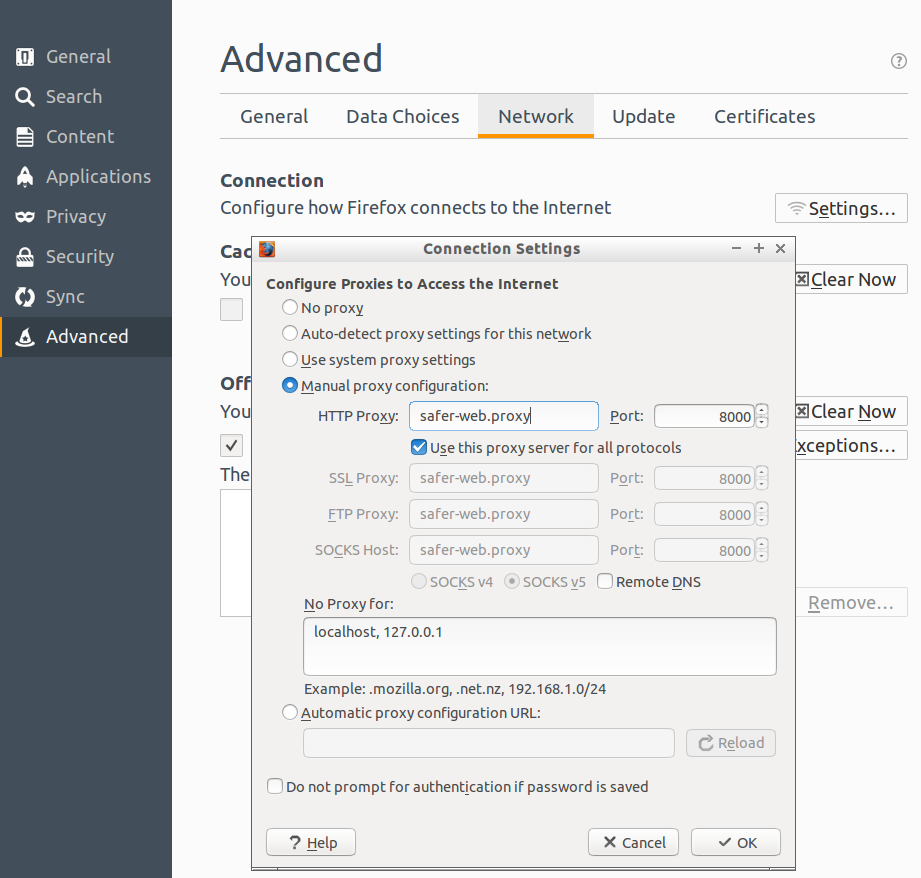 General
Search
Content
Applications
Privacy
Security
Sync
Advanced
Advanced
General Data Choices Network Update Certificates
Connection
Configure how Firefox connects to the Internet
Settings...
Cac
You
Clear Now
Off
You
Clear Now
xceptions...
The
Remove...
Connection Settings
Configure Proxies to Access the Internet
No proxy
Auto-detect proxy settings for this network
Use system proxy settings
Manual proxy configuration:
HTTP Proxy: safer-web.proxy Port: 8000
Use this proxy server for all protocols
SSL Proxy: safer-web.proxy Port: 8000
FTP Proxy: safer-web.proxy Port: 8000
SOCKS Host: safer-web.proxy Port: 8000
SOCKS v4 SOCKS v5 Remote DNS
No Proxy for:
localhost, 127.0.0.1
Example: .mozilla.org, .net.nz, 192.168.1.0/24
Automatic proxy configuration URL:
Reload
Do not prompt for authentication if password is saved
? Help Cancel OK